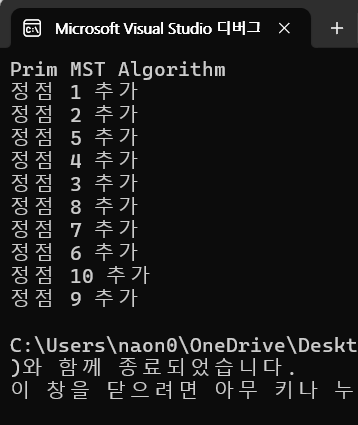 Microsoft Visual Studio 디버그
Prim MST Algorithm
정점 1 추가
정점 2 추가
정점 5 추가
정점 4 추가
정점 3 추가
정점 8 추가
정점 7 추가
정점 6 추가
정점 10 추가
정점 9 추가
C:\Users\naon0\OneDrive\Deskt
)와 함께 종료되었습니다.
이 창을 닫으려면 아무 키나 누